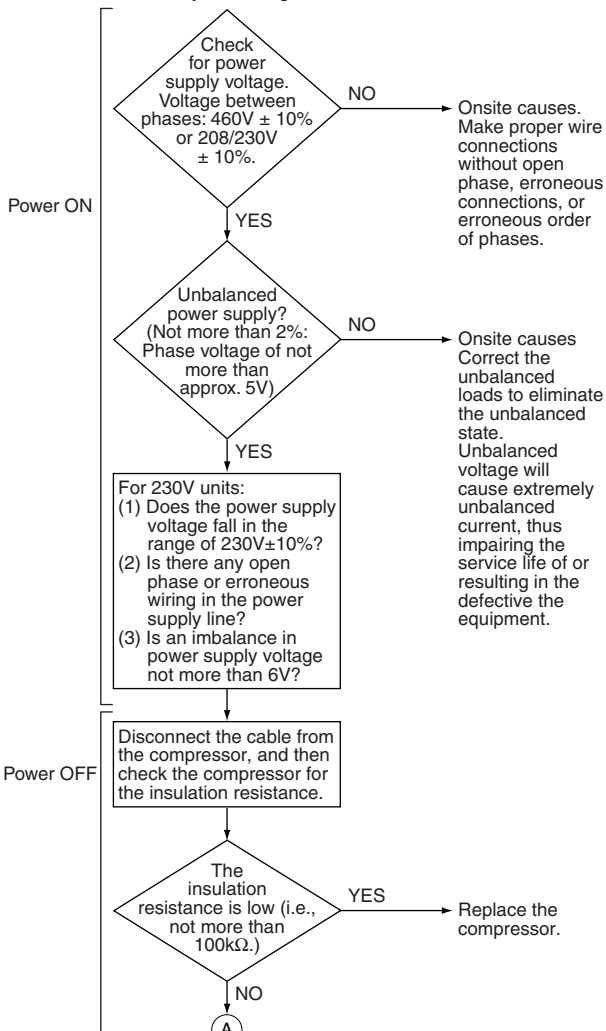 Check
for power
supply voltage.
Voltage between
phases: 460V ± 10%
or 208/230V
± 10%.
NO
Onsite causes.
Make proper wire
connections
without open
phase, erroneous
connections, or
erroneous order
of phases.
Power ON
YES
Unbalanced
power supply?
(Not more than 2%:
Phase voltage of not
more than
approx. 5V)
NO
Onsite causes
Correct the
unbalanced
loads to eliminate
the unbalanced
state.
Unbalanced
voltage will
cause extremely
unbalanced
current, thus
impairing the
service life of or
resulting in the
defective the
equipment.
YES
For 230V units:
(1) Does the power supply
voltage fall in the
range of 230V±10%?
(2) Is there any open
phase or erroneous
wiring in the power
supply line?
(3) Is an imbalance in
power supply voltage
not more than 6V?
Power OFF
Disconnect the cable from
the compressor, and then
check the compressor for
the insulation resistance.
The
insulation
resistance is low (i.e.,
not more than
100kΩ.)
YES
Replace the
compressor.
NO
A